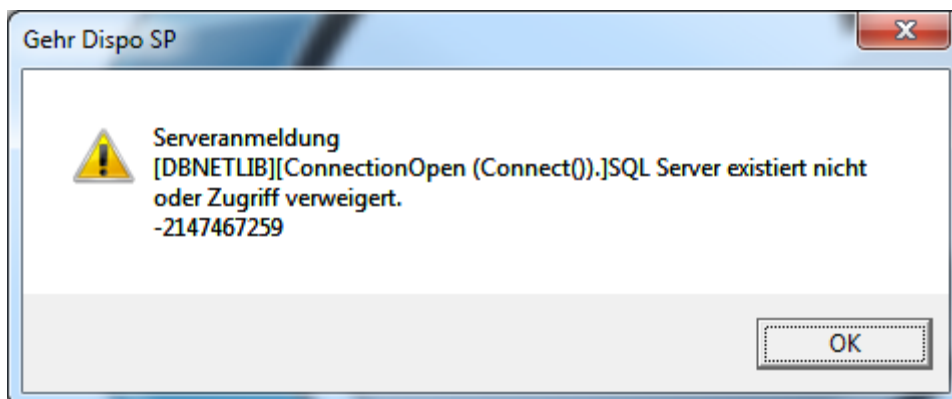 Gehr Dispo SP
Serveranmeldung
[DBNETLIB][ConnectionOpen (Connect()).]SQL Server existiert nicht
oder Zugriff verweigert.
-2147467259
OK